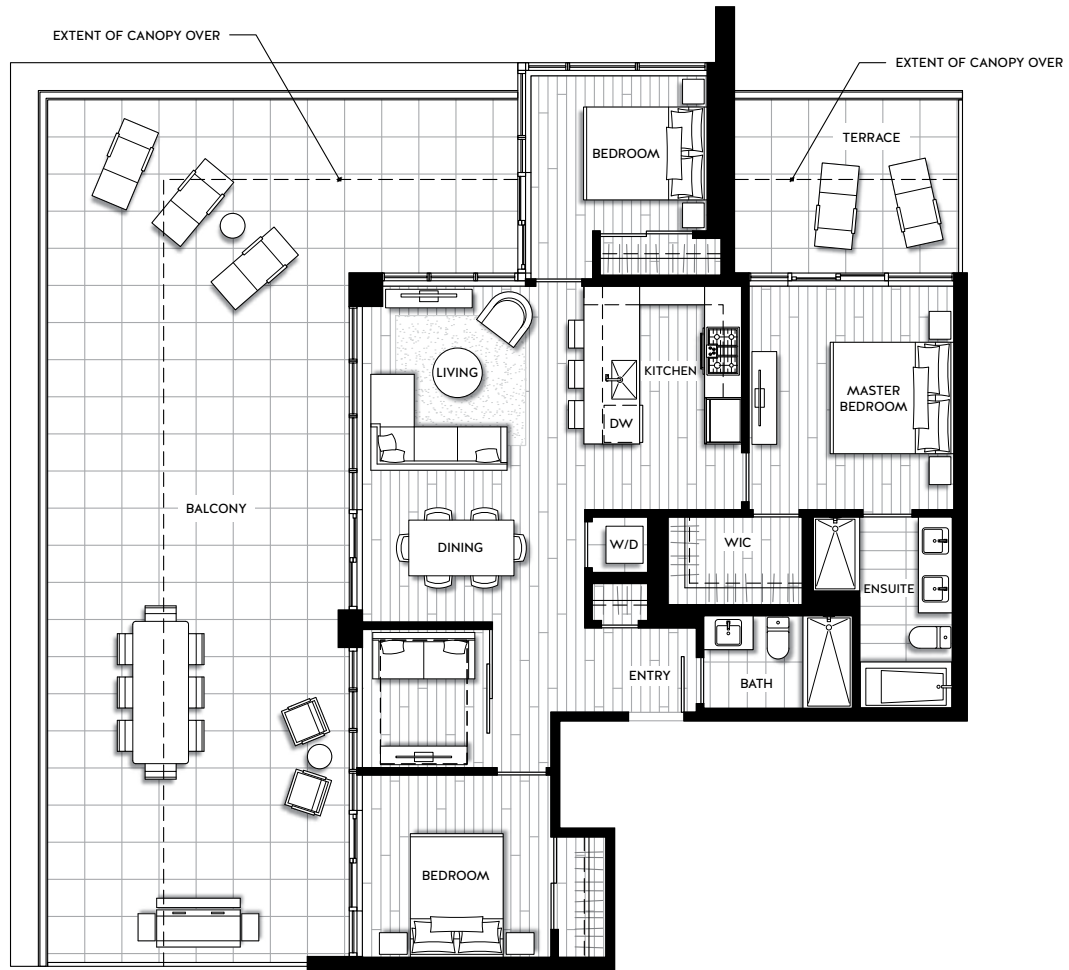 EXTENT OF CANOPY OVER
EXTENT OF CANOPY OVER
TERRACE
BEDROOM
LIVING
KITCHEN
MASTER
BEDROOM
DW
BALCONY
DINING
W/D
WIC
ENSUITE
ENTRY
BATH
BEDROOM